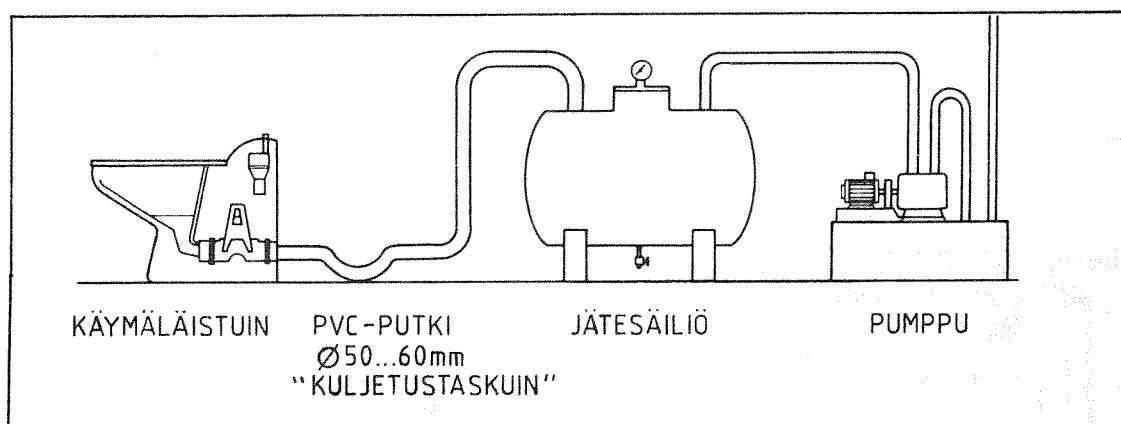 KÄYMÄLÄISTUIN
PVC-PUTKI
Ø50...60mm
"KULJETUSTASKUIN"
JÄTESÄILIÖ
PUMPPU